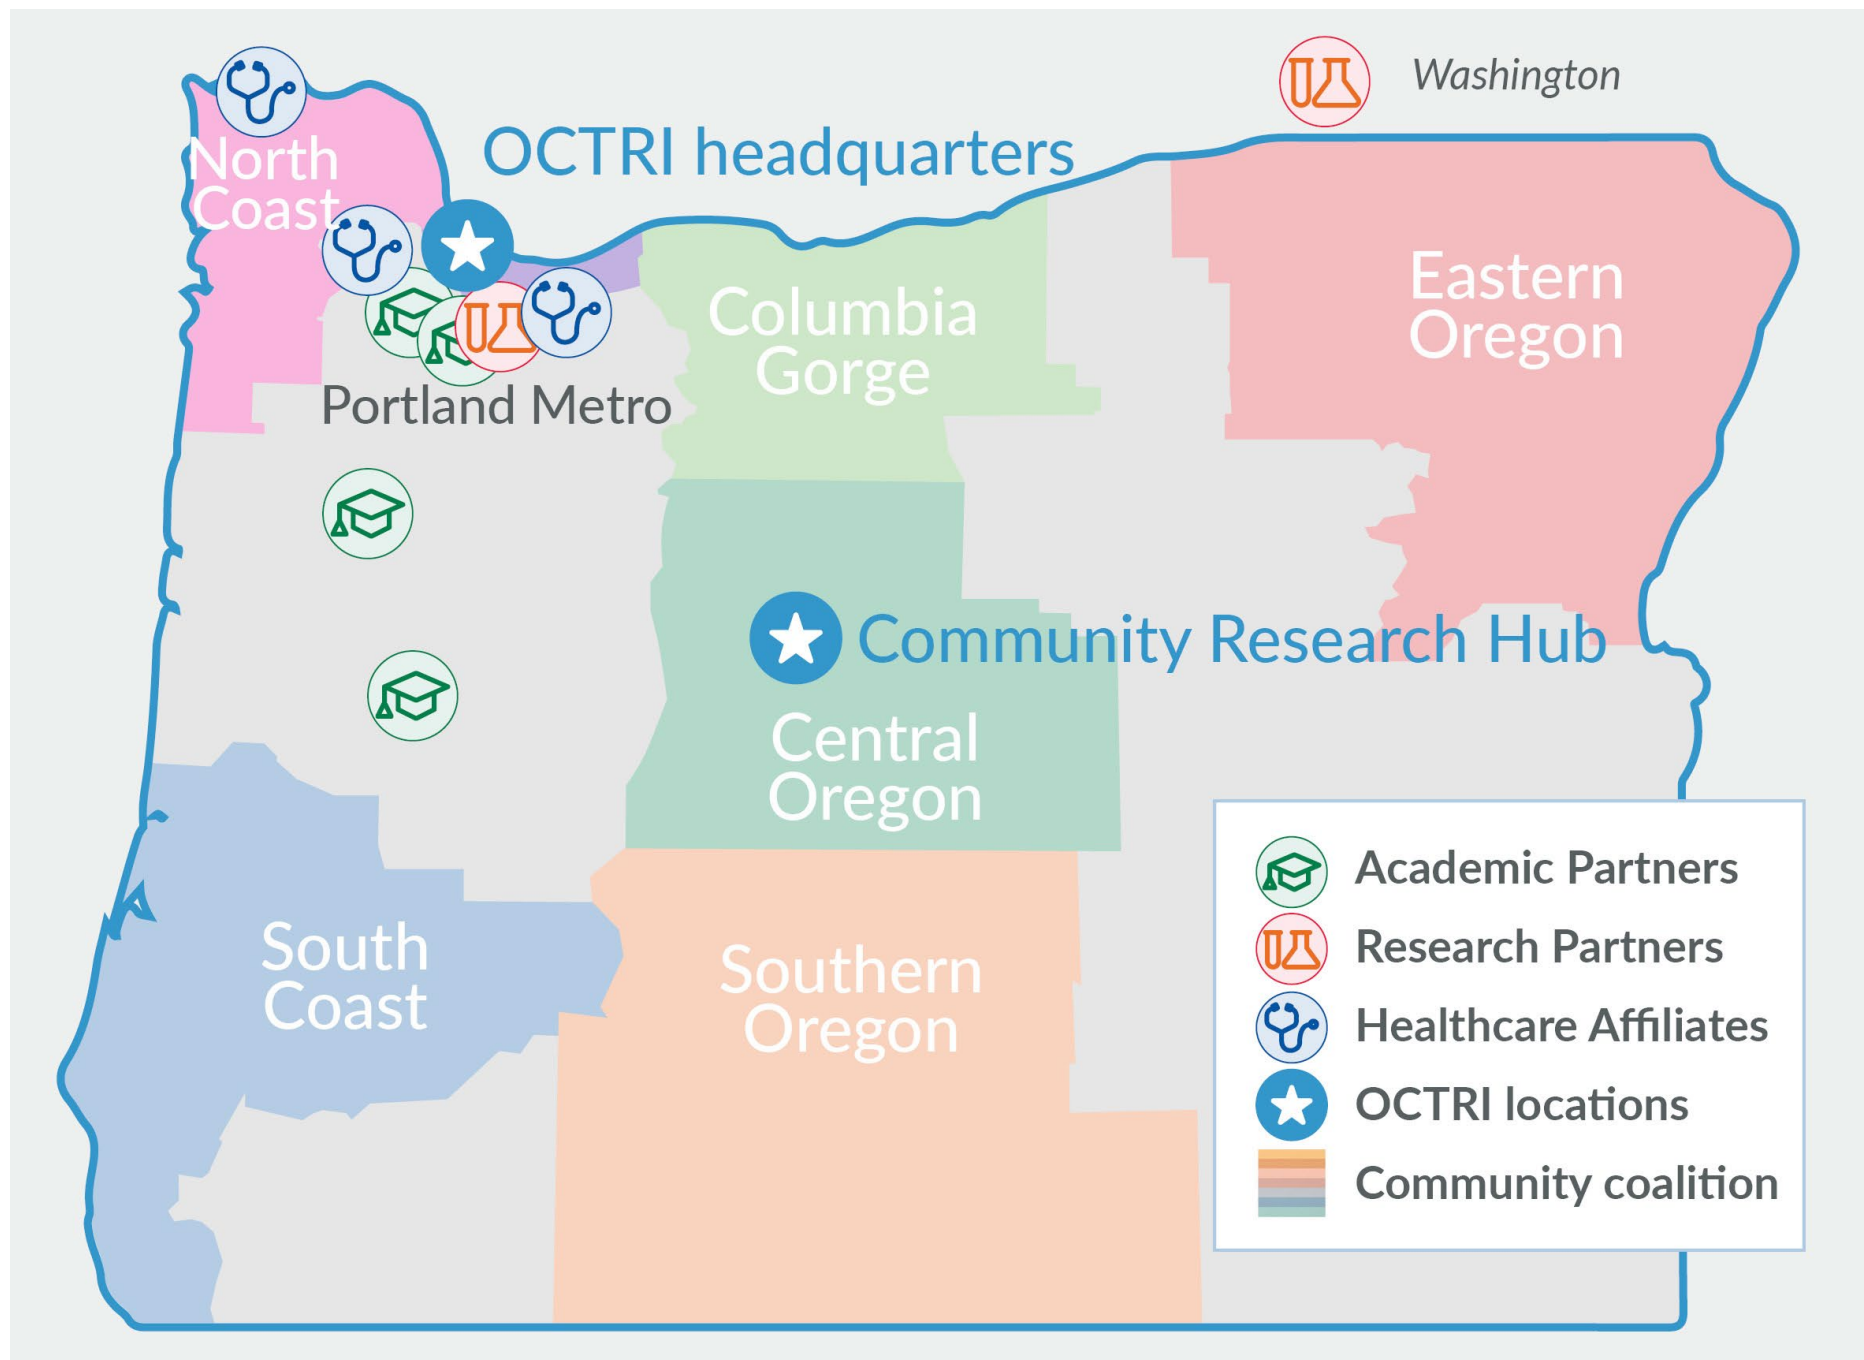 Washington
OCTRI headquarters
North
Coast
Eastern
Oregon
Columbia
Gorge
Portland Metro
Community Research Hub
Central
Oregon
South
Coast
Southern
Oregon
Academic Partners
Research Partners
Healthcare Affiliates
OCTRI locations
Community coalition